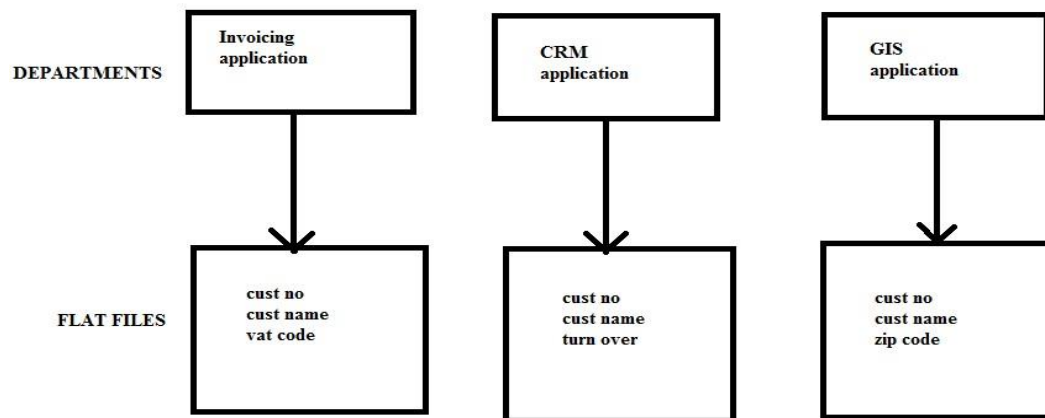 DEPARTMENTS
Invoicing
application
CRM
application
GIS
application
FLAT FILES
cust no
cust name
vat code
cust no
cust name
turn over
cust no
cust name
zip code